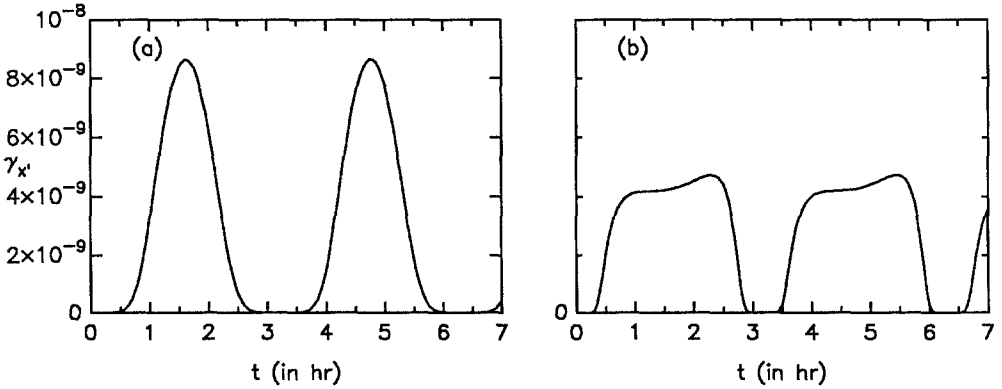 10⁻⁸
(a)
(b)
8×10⁻⁹
6×10⁻⁹
γₓ'
4×10⁻⁹
2×10⁻⁹
0
0
0 1 2 3 4 5 6 7
0 1 2 3 4 5 6 7
t (in hr)
t (in hr)